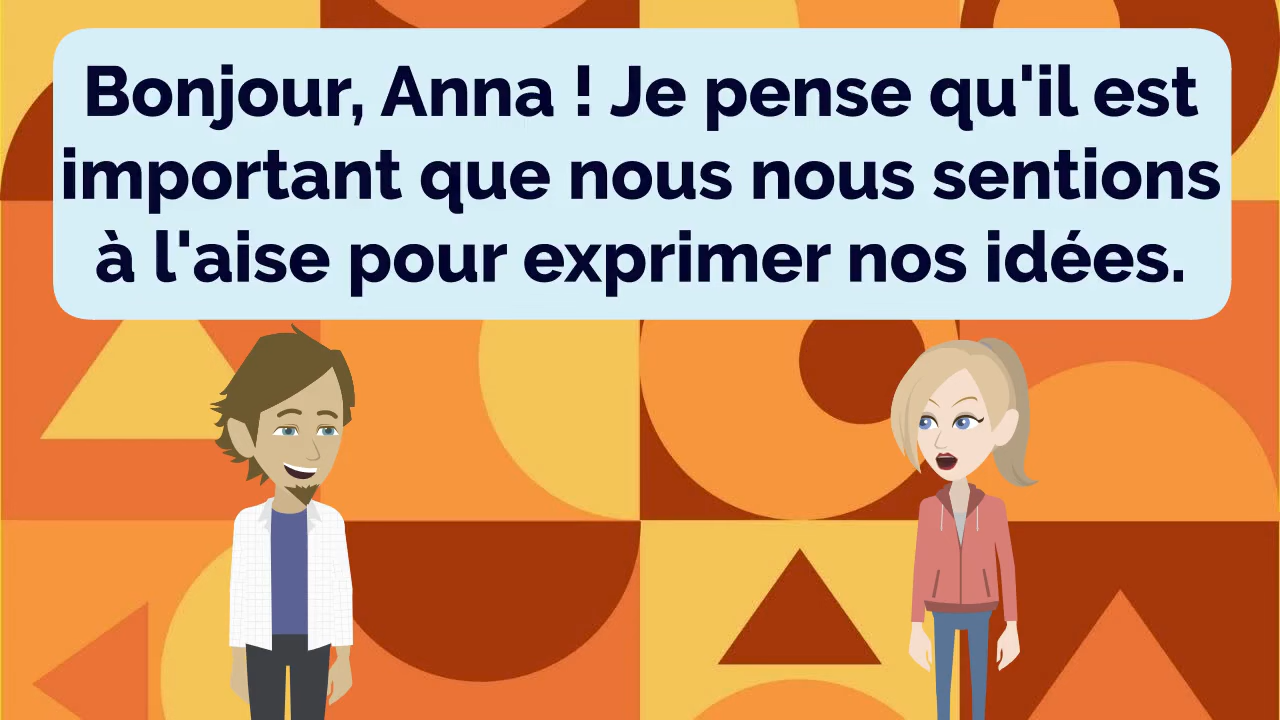 Bonjour, Anna ! Je pense qu'il est
important que nous nous sentions
à l'aise pour exprimer nos idées.